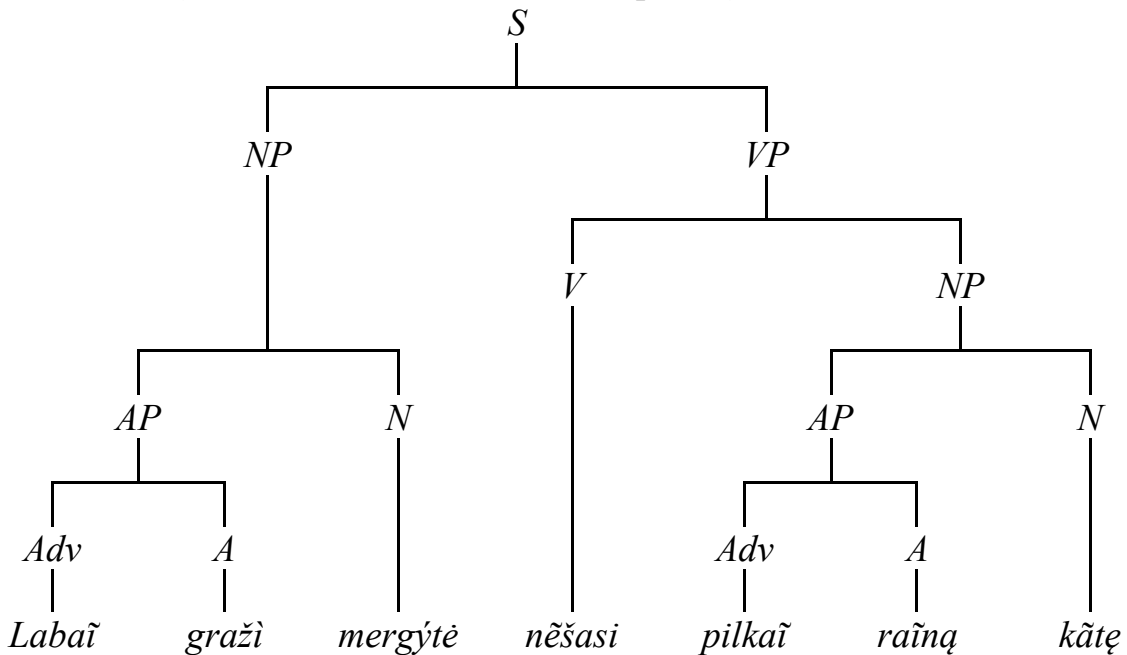 S
NP VP
V NP
AP N AP N
Adv A Adv A
Labaĩ gražì mergýtė nẽšasi pilkaĩ raĩną kãtę